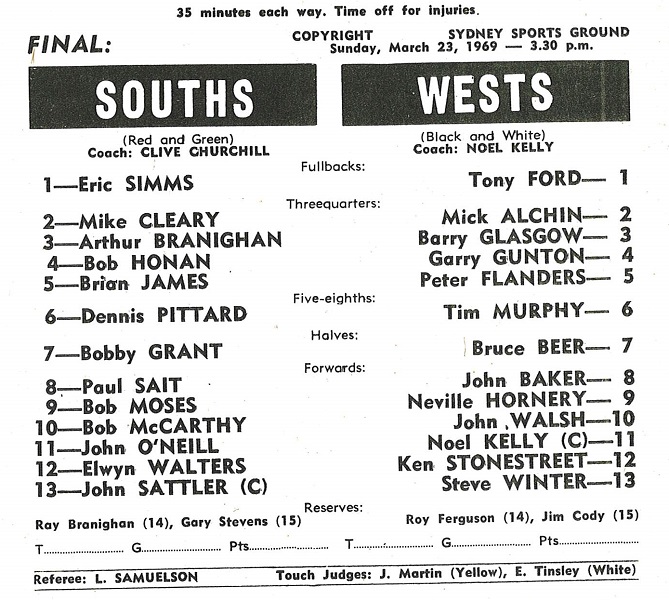 35 minutes each way. Time off for injuries.
FINAL:
COPYRIGHT SYDNEY SPORTS GROUND
Sunday, March 23, 1969 — 3.30 p.m.
SOUTHS WESTS
(Red and Green) (Black and White)
Coach: CLIVE CHURCHILL Coach: NOEL KELLY
Fullbacks:
1—Eric SIMMS Tony FORD— 1
Threequarters:
2—Mike CLEARY Mick ALCHIN— 2
3—Arthur BRANIGHAN Barry GLASGOW— 3
4—Bob HONAN Garry GUNTON— 4
5—Brian JAMES Peter FLANDERS— 5
Five-eighths:
6—Dennis PITTARD Tim MURPHY— 6
Halves:
7—Bobby GRANT Bruce BEER— 7
Forwards:
8—Paul SAIT John BAKER— 8
9—Bob MOSES Neville HORNERY— 9
10—Bob McCARTHY John WALSH—10
11—John O'NEILL Noel KELLY (C)—11
12—Elwyn WALTERS Ken STONESTREET—12
13—John SATTLER (C) Steve WINTER—13
Reserves:
Ray Branighan (14), Gary Stevens (15) Roy Ferguson (14), Jim Cody (15)
T.................... G.................... Pts.................... T.................... G.................... Pts....................
Referee: L. SAMUELSON Touch Judges: J. Martin (Yellow), E. Tinsley (White)